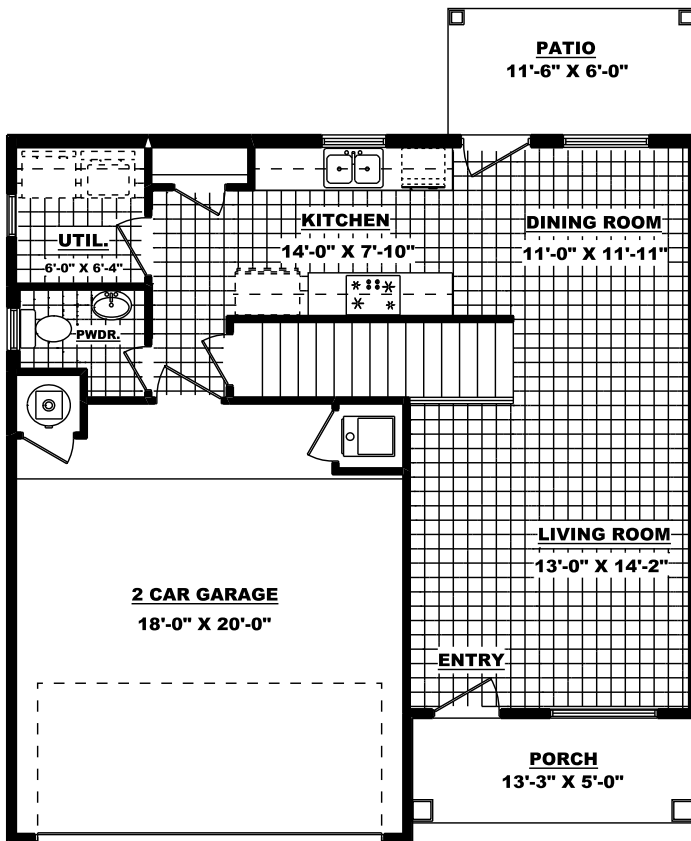 PATIO
11'-6" X 6'-0"
KITCHEN
14'-0" X 7'-10"
DINING ROOM
11'-0" X 11'-11"
UTIL.
6'-0" X 6'-4"
PWDR.
LIVING ROOM
13'-0" X 14'-2"
2 CAR GARAGE
18'-0" X 20'-0"
ENTRY
PORCH
13'-3" X 5'-0"